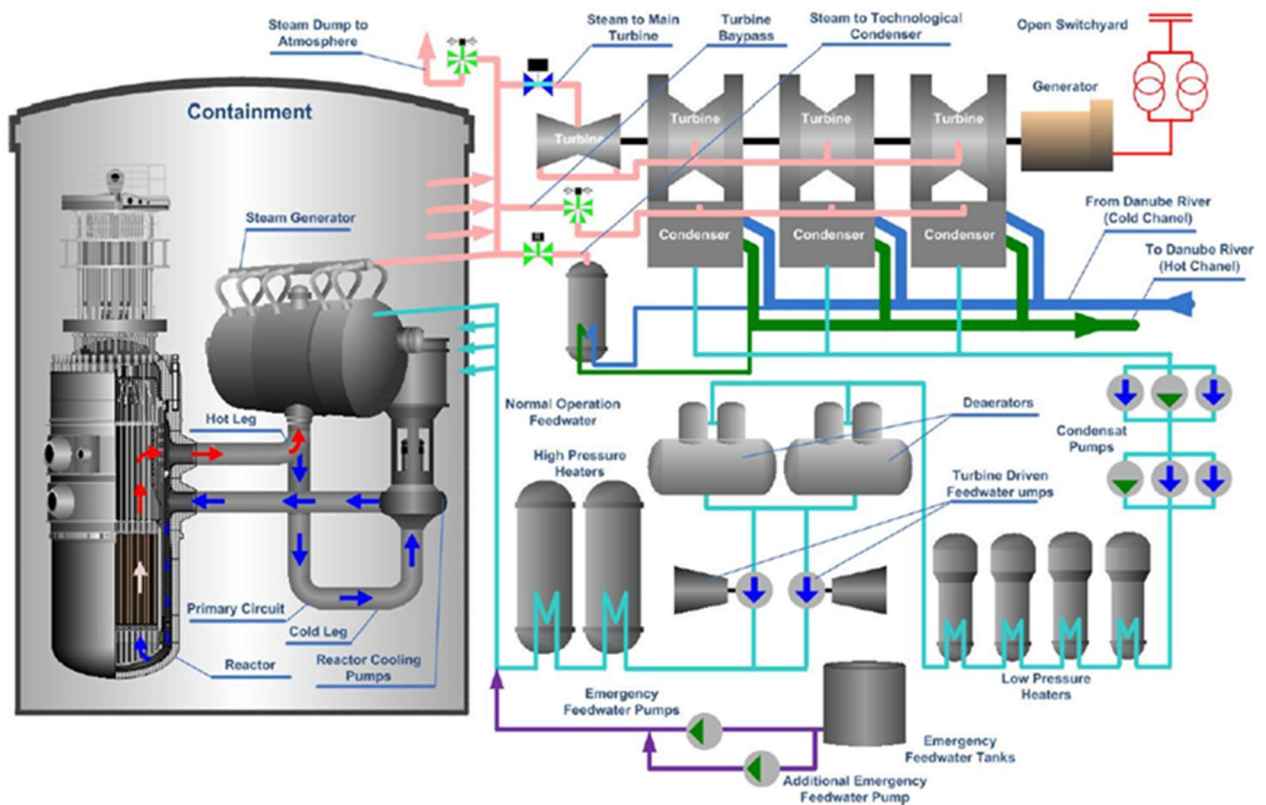 Steam Dump to
Atmosphere
Steam to Main
Turbine
Turbine
Baypass
Steam to Technological
Condenser
Open Switchyard
Generator
Containment
Turbine
Turbine
Turbine
Turbine
Steam Generator
Condenser
Condenser
Condenser
From Danube River
(Cold Chanel)
To Danube River
(Hot Chanel)
Normal Operation
Feedwater
Hot Leg
High Pressure
Heaters
Deaerators
Condensat
Pumps
Turbine Driven
Feedwater umps
Primary Circuit
Cold Leg
Reactor
Reactor Cooling
Pumps
Low Pressure
Heaters
Emergency
Feedwater Pumps
Emergency
Feedwater Tanks
Additional Emergency
Feedwater Pump